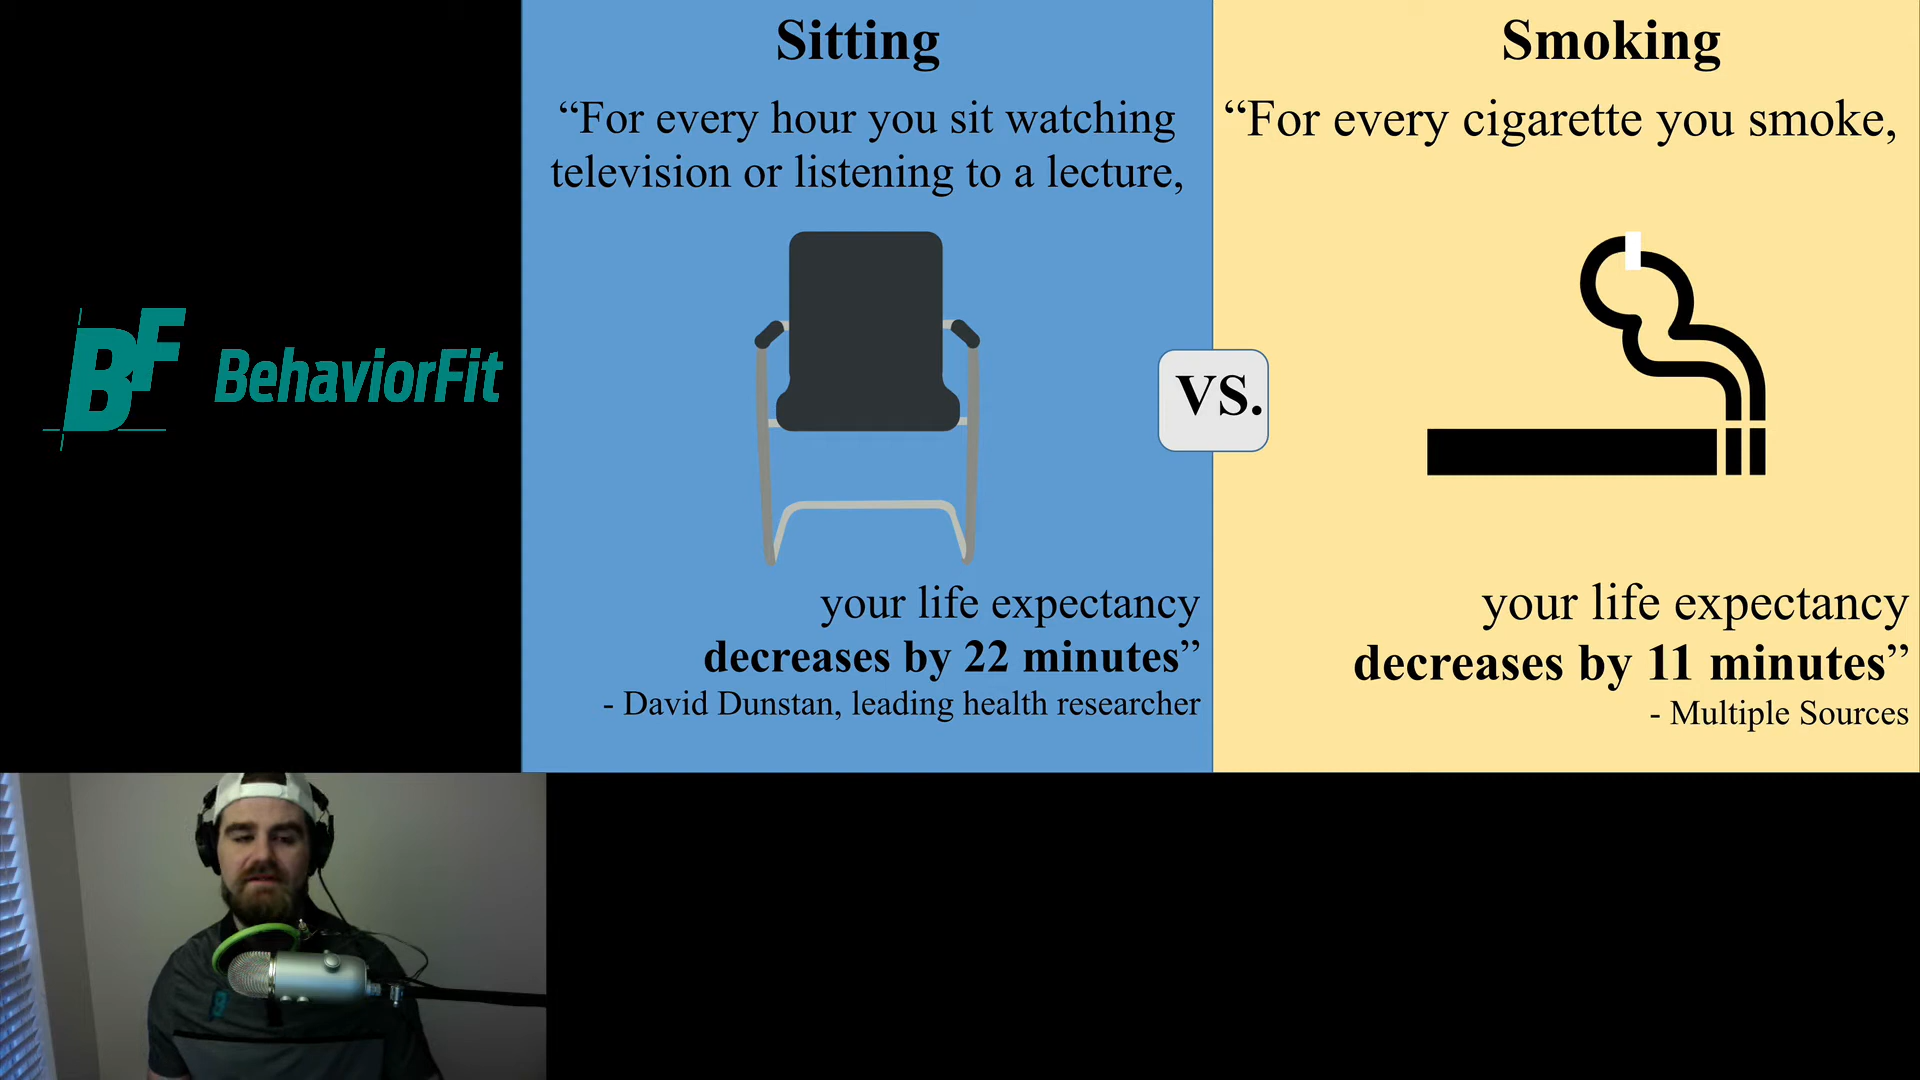 BF BehaviorFit
Sitting
“For every hour you sit watching
television or listening to a lecture,
your life expectancy
decreases by 22 minutes”
- David Dunstan, leading health researcher
VS.
Smoking
“For every cigarette you smoke,
your life expectancy
decreases by 11 minutes”
- Multiple Sources